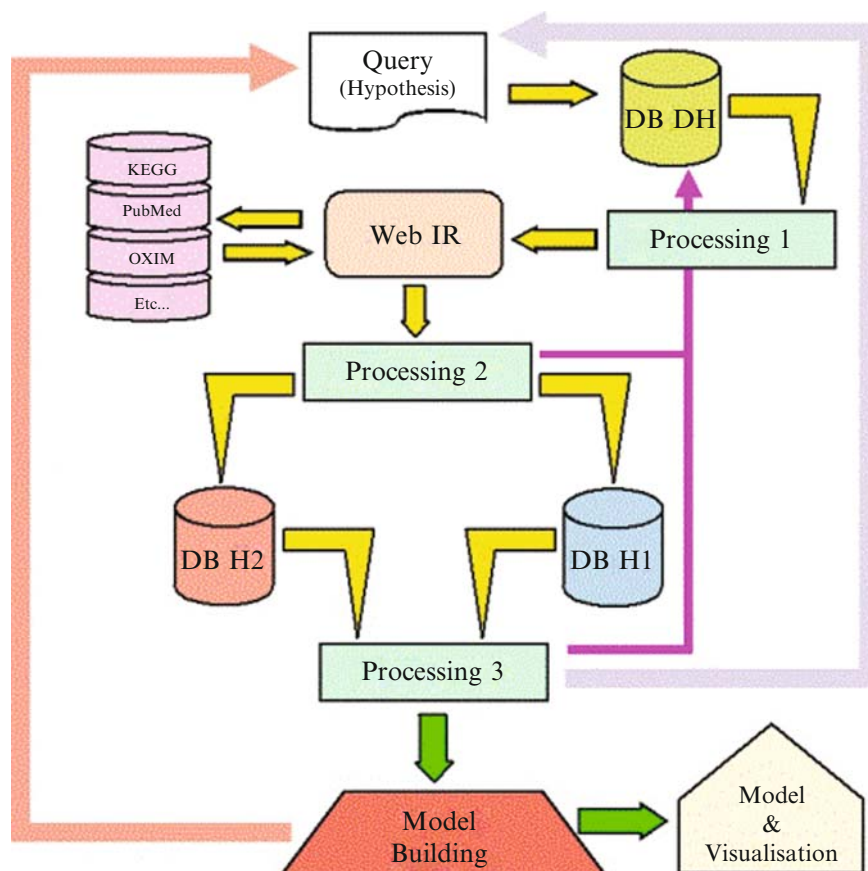 Query
(Hypothesis)
DB DH
KEGG
PubMed
OXIM
Etc...
Web IR
Processing 1
Processing 2
DB H2
DB H1
Processing 3
Model
Building
Model
&
Visualisation